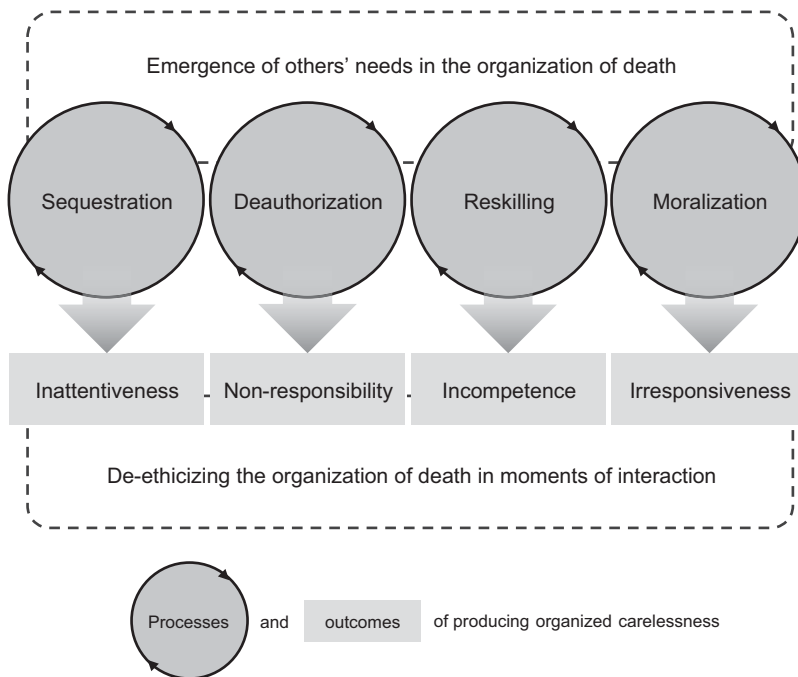 Emergence of others' needs in the organization of death
Sequestration
Deauthorization
Reskilling
Moralization
Inattentiveness
Non-responsibility
Incompetence
Irresponsiveness
De-ethicizing the organization of death in moments of interaction
Processes and outcomes of producing organized carelessness